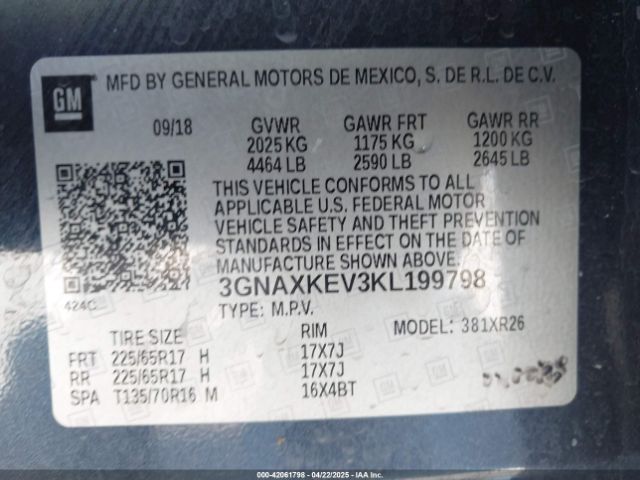 GM
MFD BY GENERAL MOTORS DE MEXICO, S. DE R.L. DE C.V.
09/18 GVWR GAWR FRT GAWR RR
2025 KG 1175 KG 1200 KG
4464 LB 2590 LB 2645 LB
THIS VEHICLE CONFORMS TO ALL
APPLICABLE U.S. FEDERAL MOTOR
VEHICLE SAFETY AND THEFT PREVENTION
STANDARDS IN EFFECT ON THE DATE OF
MANUFACTURE SHOWN ABOVE.
424C 3GNAXKEV3KL199798
TYPE: M.P.V.
TIRE SIZE RIM MODEL: 381XR26
FRT 225/65R17 H 17X7J
RR 225/65R17 H 17X7J
SPA T135/70R16 M 16X4BT
000-42061798 - 04/22/2025 - IAAI.COM